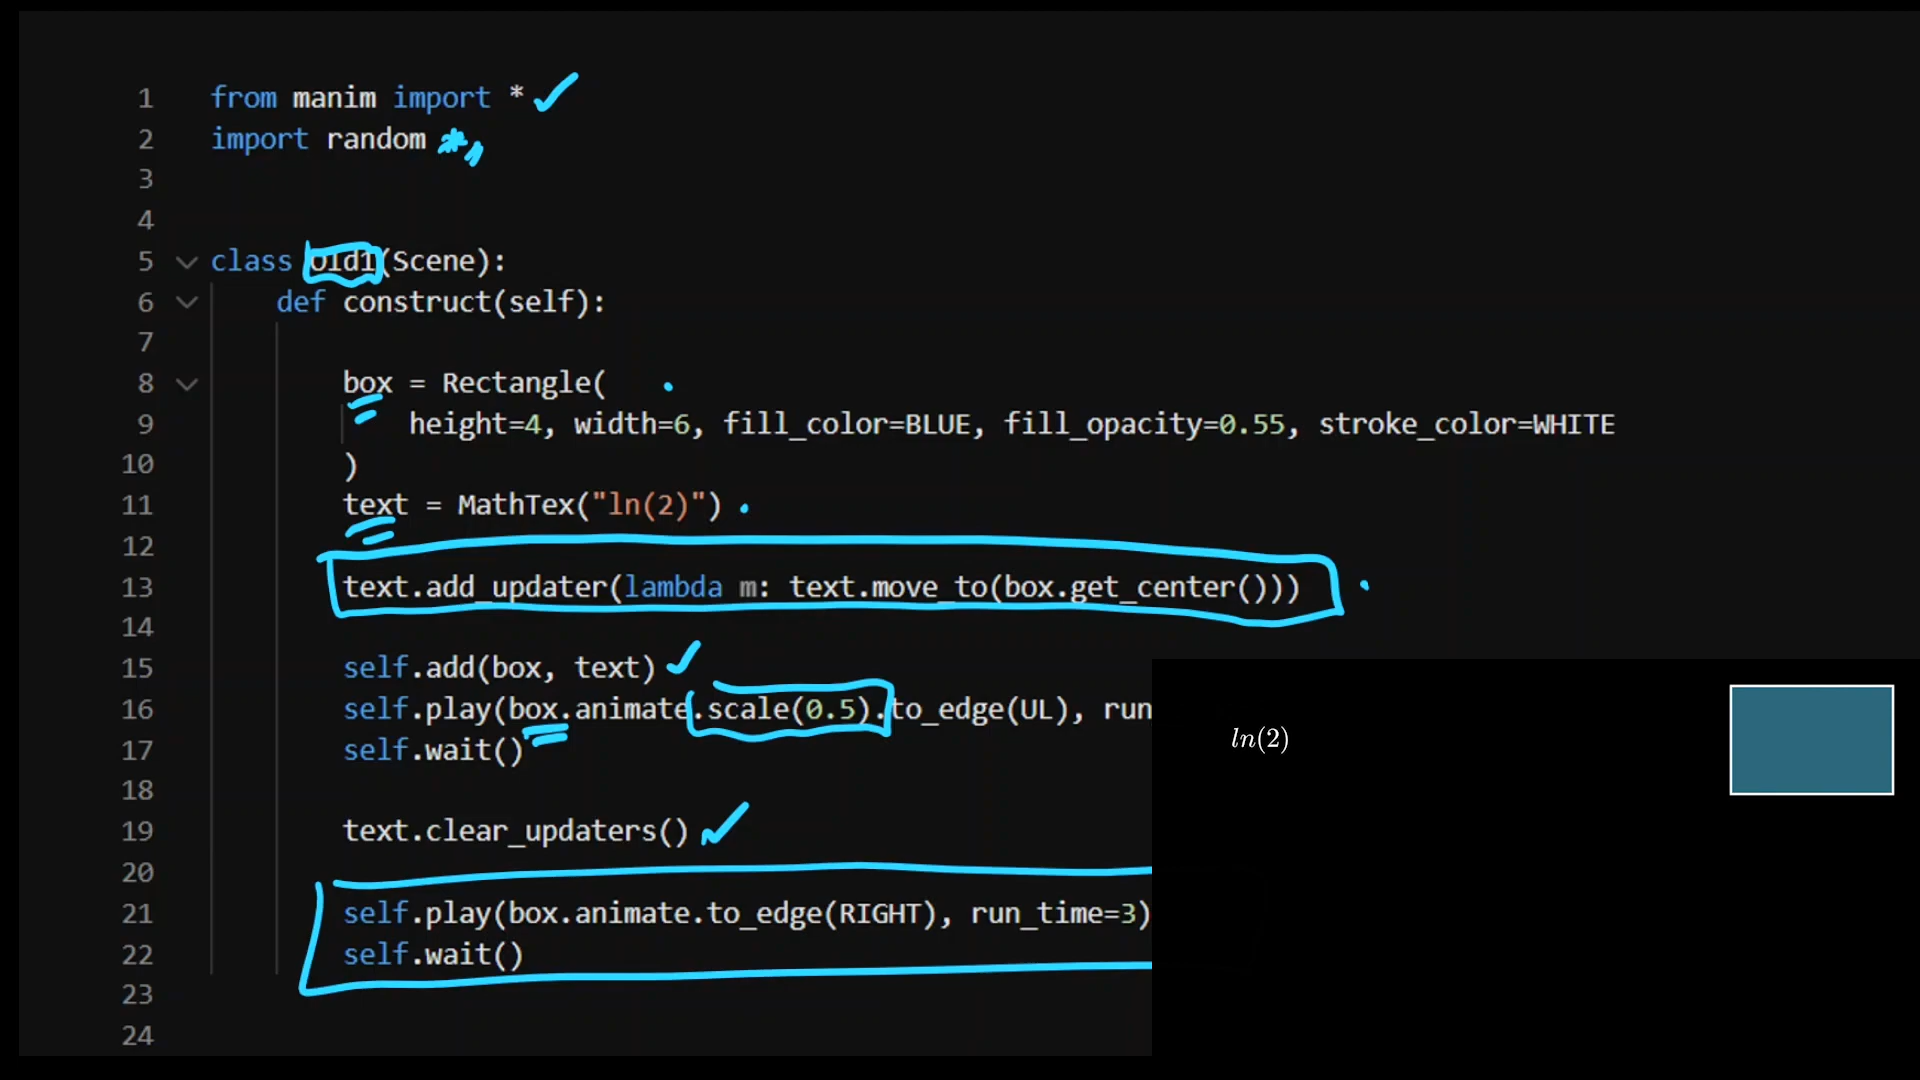 1 from manim import *
2 import random
3
4
5 class old1(Scene):
6 def construct(self):
7
8 box = Rectangle(
9 height=4, width=6, fill_color=BLUE, fill_opacity=0.55, stroke_color=WHITE
10 )
11 text = MathTex("ln(2)")
12
13 text.add_updater(lambda m: text.move_to(box.get_center()))
14
15 self.add(box, text)
16 self.play(box.animate.scale(0.5).to_edge(UL), run
17 self.wait()
18
19 text.clear_updaters()
20
21 self.play(box.animate.to_edge(RIGHT), run_time=3)
22 self.wait()
23
24
ln(2)